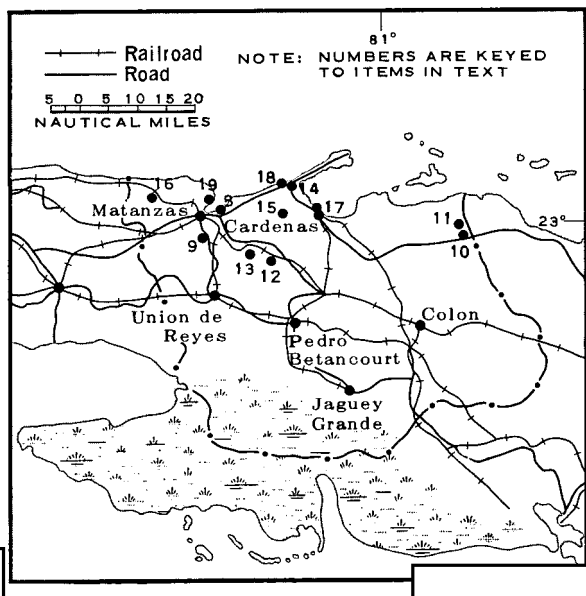 81°
Railroad
Road
NOTE: NUMBERS ARE KEYED
TO ITEMS IN TEXT
5 0 5 10 15 20
NAUTICAL MILES
16
19
18
14
Matanzas
15
17
Cardenas
11
23°
10
9
13
12
Union de
Reyes
Colon
Pedro
Betancourt
Jaguey
Grande